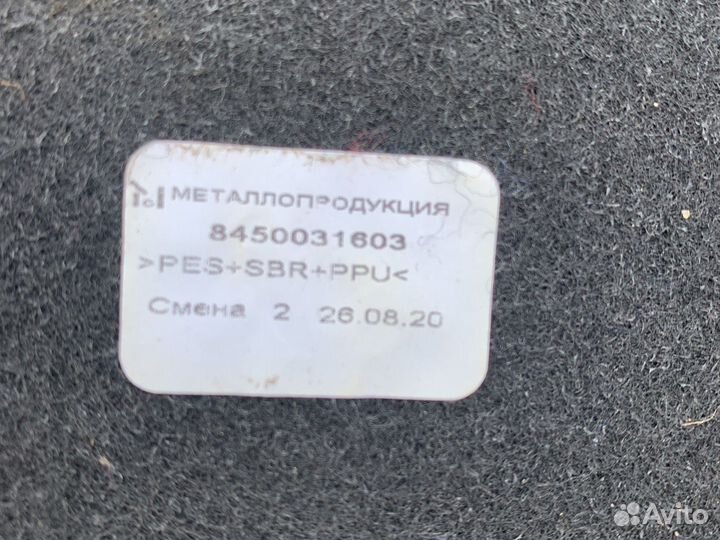 МЕТАЛЛОПРОДУКЦИЯ
8450031603
>PES+SBR+PPU<
Смена 2 26.08.20
Avito